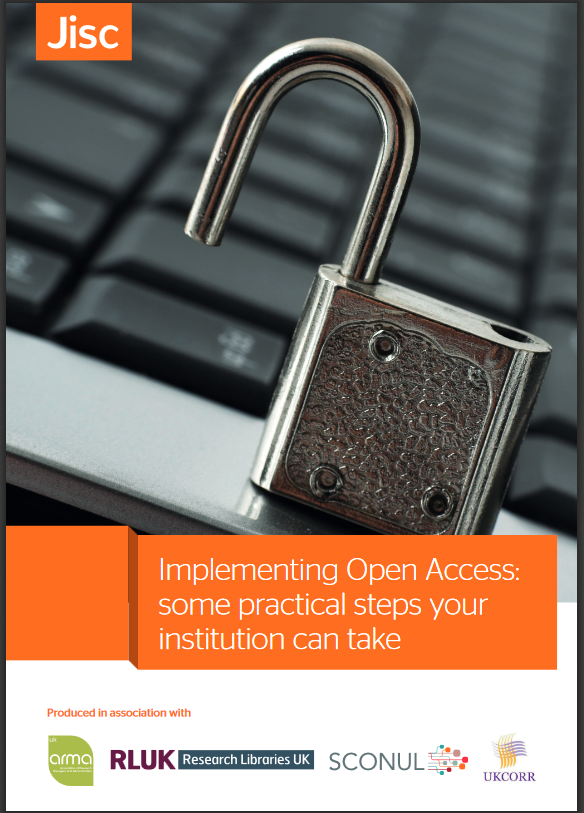 Jisc
Implementing Open Access:
some practical steps your
institution can take
Produced in association with
UK
arma
RLUK Research Libraries UK
SCONUL
UKCORR